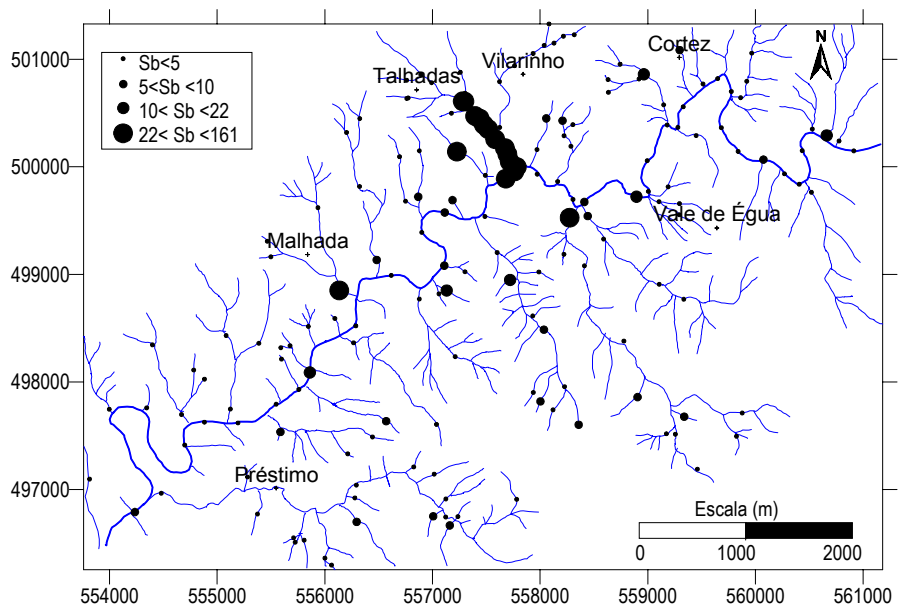 501000
500000
499000
498000
497000
Sb<5
5<Sb <10
10< Sb <22
22< Sb <161
Talhadas
Vilarinho
Cortez
N
Vale de Égua
Malhada
Préstimo
Escala (m)
0 1000 2000
554000 555000 556000 557000 558000 559000 560000 561000